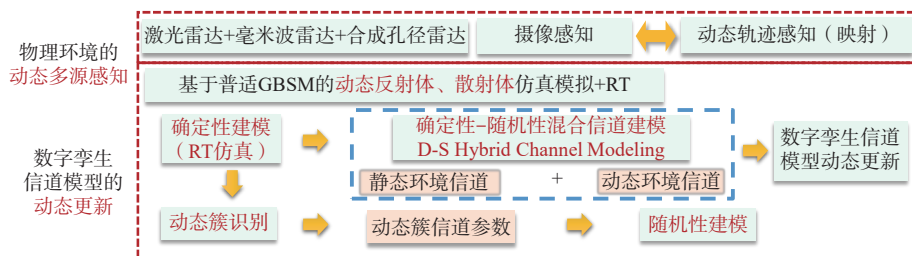 物理环境的
动态多源感知
激光雷达+毫米波雷达+合成孔径雷达
摄像感知
动态轨迹感知（映射）
基于普适GBSM的动态反射体、散射体仿真模拟+RT
数字孪生
信道模型的
动态更新
确定性建模
（RT仿真）
确定性–随机性混合信道建模
D-S Hybrid Channel Modeling
静态环境信道
+
动态环境信道
数字孪生信道
模型动态更新
动态簇识别
动态簇信道参数
随机性建模